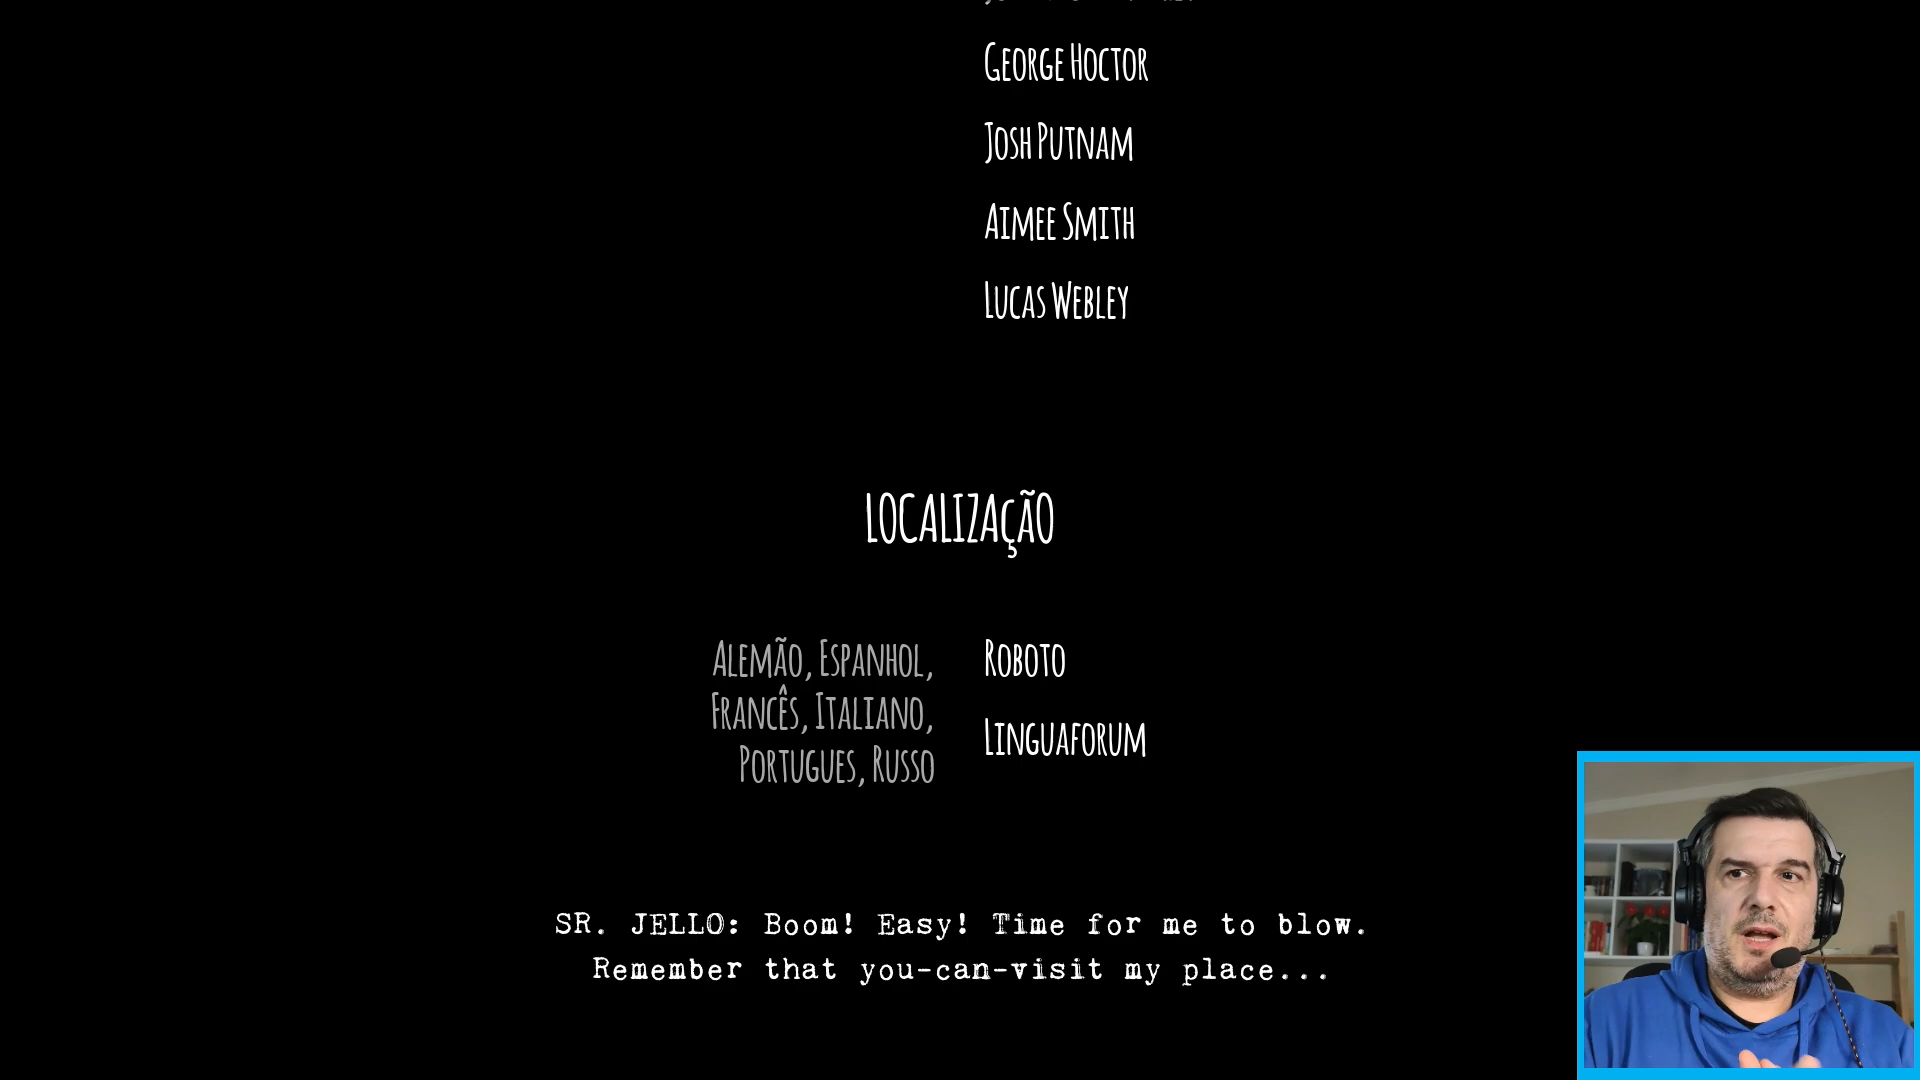 George Hoctor
Josh Putnam
Aimee Smith
Lucas Webley
LOCALIZAÇÃO
Alemão, Espanhol,
Francês, Italiano,
Portugues, Russo
Roboto
Linguaforum
SR. JELLO: Boom! Easy! Time for me to blow.
Remember that you-can-visit my place...